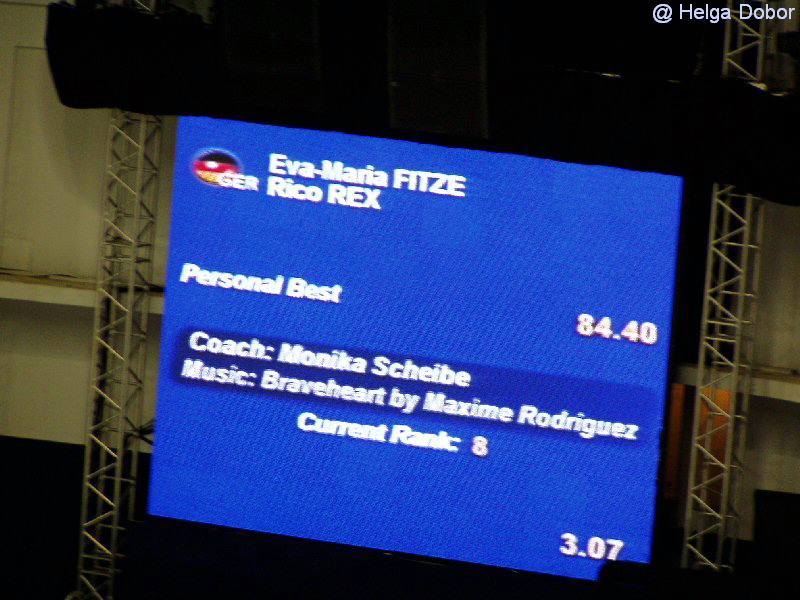 @ Helga Dobor
Eva-Maria FITZE
GER Rico REX
Personal Best
84.40
Coach: Monika Scheibe
Music: Braveheart by Maxime Rodriguez
Current Rank: 8
3.07